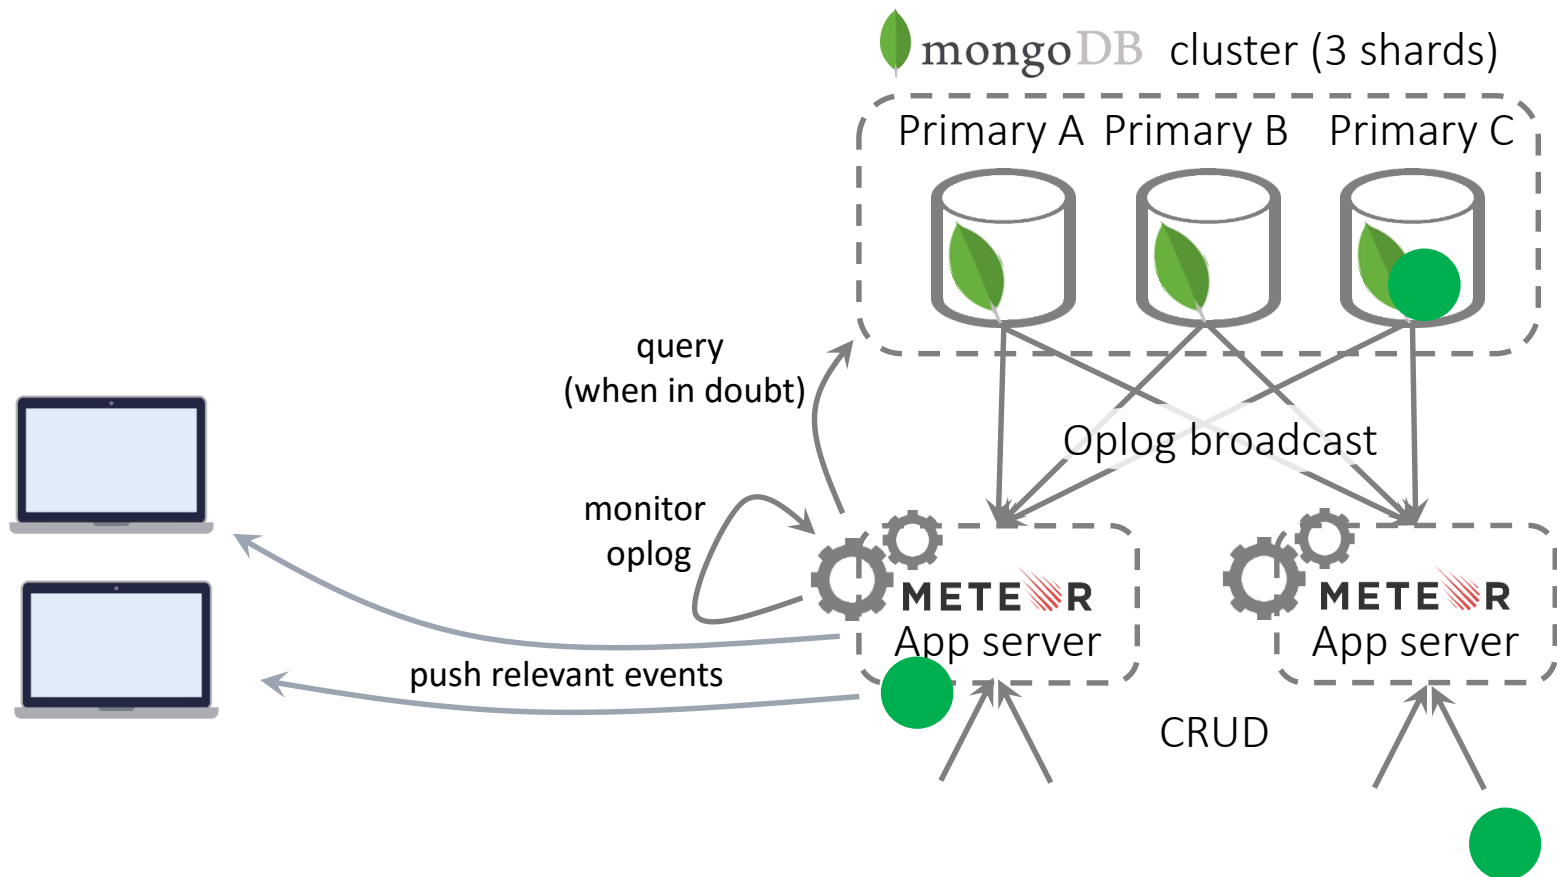 mongoDB cluster (3 shards)
Primary A Primary B Primary C
query
(when in doubt)
Oplog broadcast
monitor
oplog
METEOR METEOR
App server App server
push relevant events
CRUD